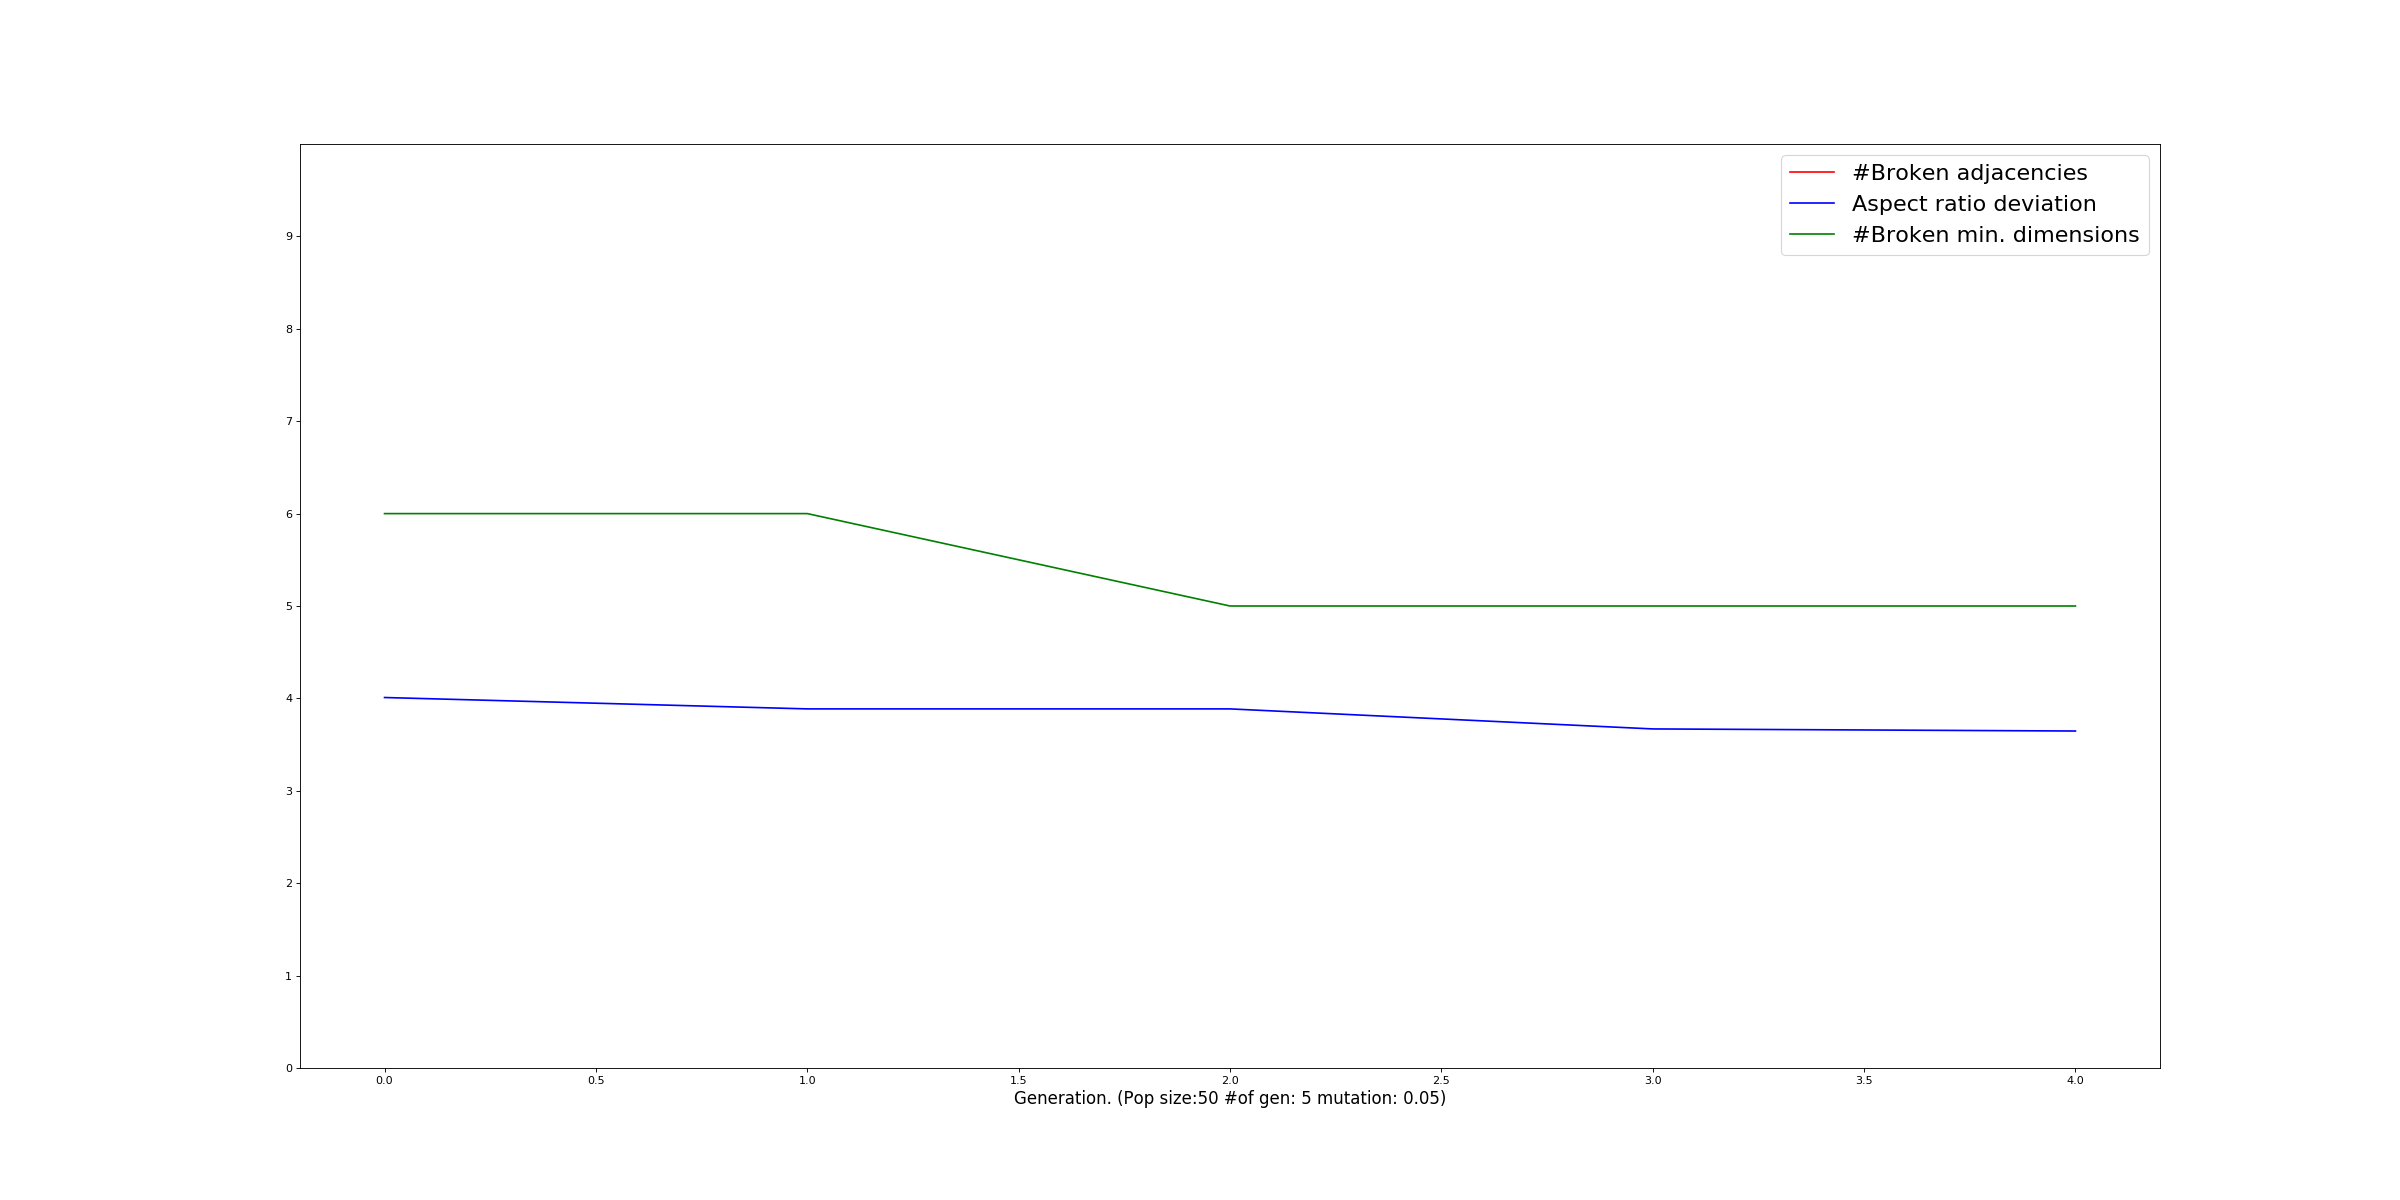 #Broken adjacencies
Aspect ratio deviation
#Broken min. dimensions
9
8
7
6
5
4
3
2
1
0
0.0 0.5 1.0 1.5 2.0 2.5 3.0 3.5 4.0
Generation. (Pop size:50 #of gen: 5 mutation: 0.05)